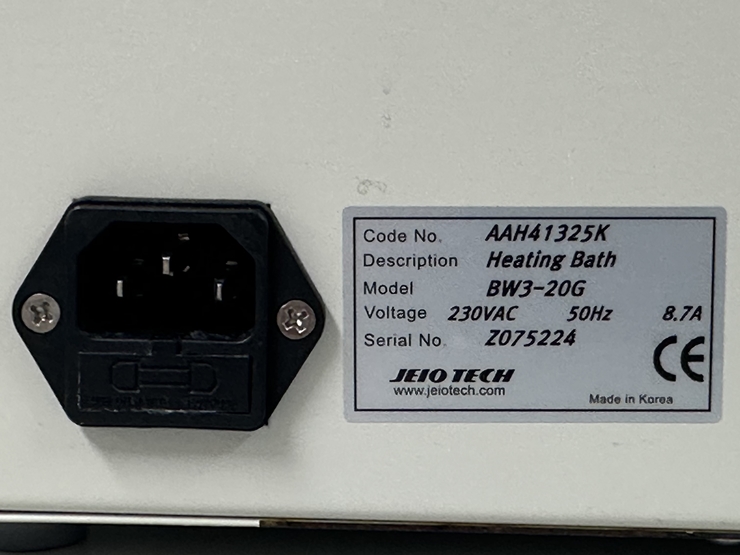 Code No. AAH41325K
Description Heating Bath
Model BW3-20G
Voltage 230VAC 50Hz 8.7A
Serial No. Z075224
CE
JEIO TECH
www.jeiotech.com
Made in Korea